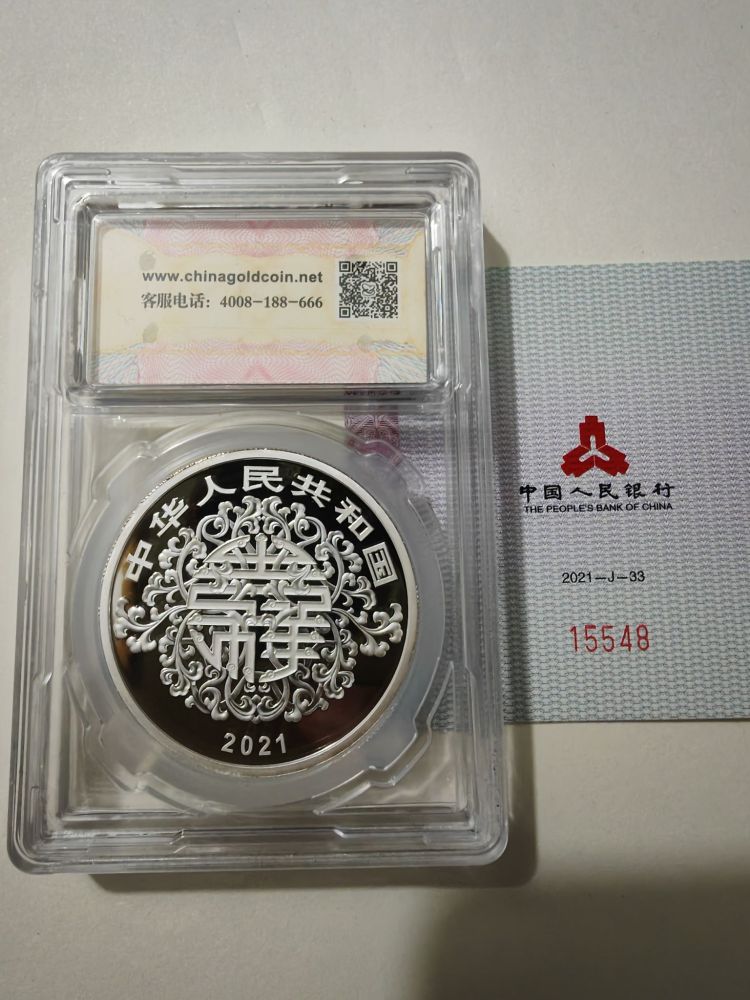 www.chinagoldcoin.net
客服电话：4008-188-666
中华人民共和国
2021
中国人民银行
THE PEOPLE'S BANK OF CHINA
2021—J—33
15548